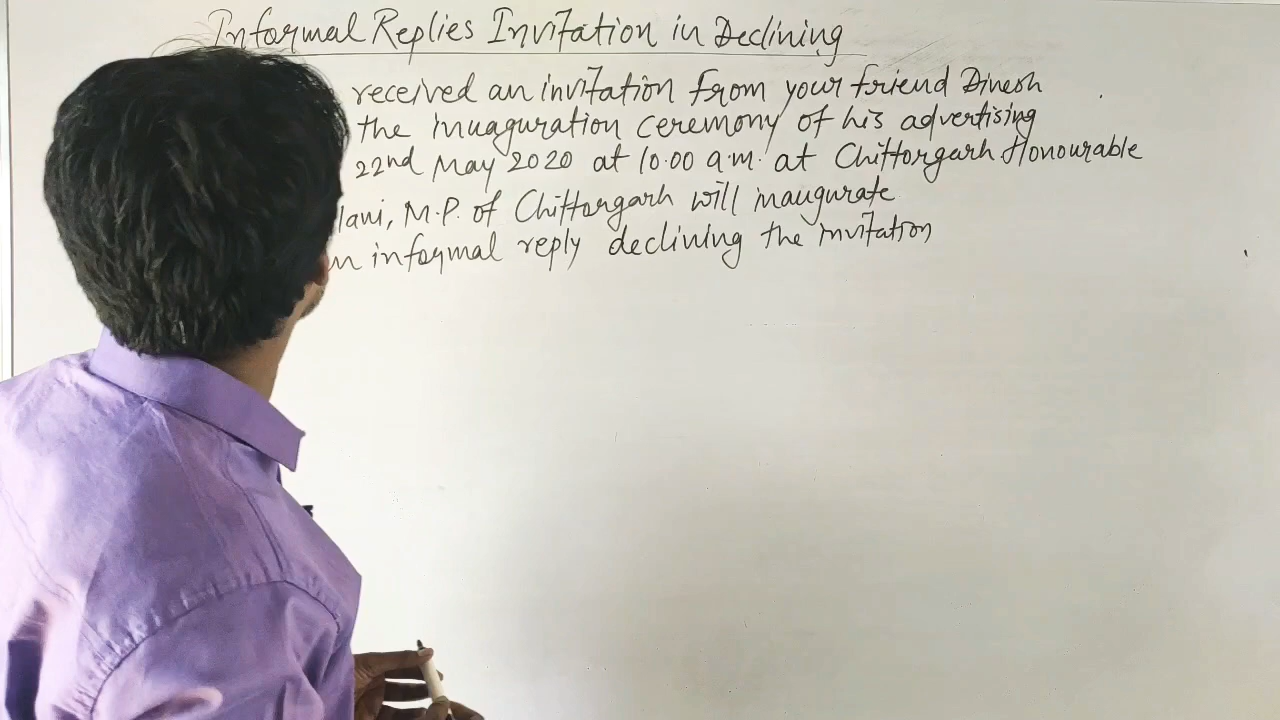 Informal Replies Invitation in Declining
received an invitation from your friend Dinesh
the inuaguration ceremony of his advertising
22nd May 2020 at 10.00 a.m. at Chittorgarh Honourable
lani, M.P. of Chittorgarh will inaugurate
n informal reply declining the invitation